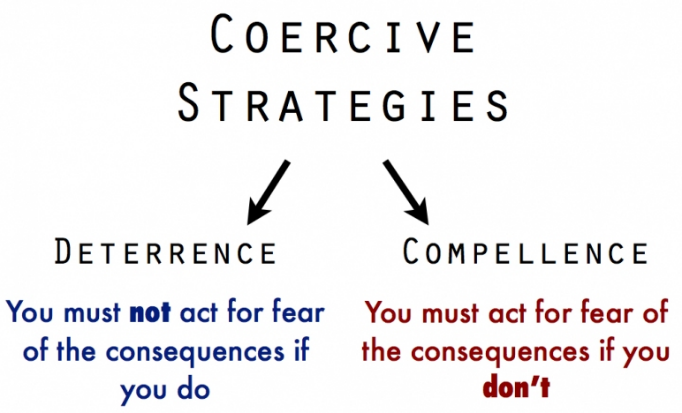 COERCIVE
STRATEGIES
DETERRENCE
You must not act for fear
of the consequences if
you do
COMPELLENCE
You must act for fear of
the consequences if you
don't